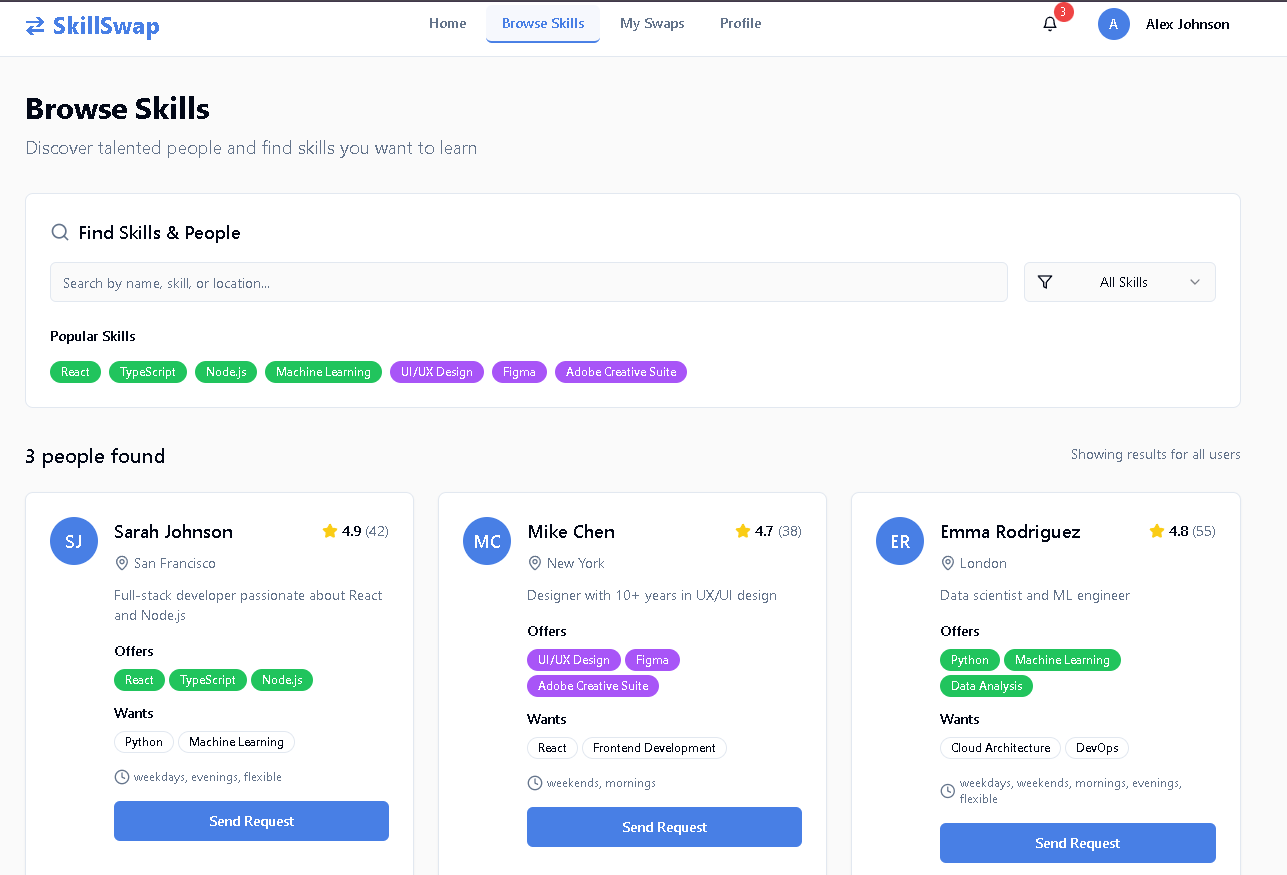 SkillSwap
Home Browse Skills My Swaps Profile 3 A Alex Johnson
Browse Skills
Discover talented people and find skills you want to learn
Find Skills & People
Search by name, skill, or location... All Skills
Popular Skills
React TypeScript Node.js Machine Learning UI/UX Design Figma Adobe Creative Suite
3 people found Showing results for all users
SJ Sarah Johnson 4.9 (42)
San Francisco
Full-stack developer passionate about React
and Node.js
Offers
React TypeScript Node.js
Wants
Python Machine Learning
weekdays, evenings, flexible
Send Request
MC Mike Chen 4.7 (38)
New York
Designer with 10+ years in UX/UI design
Offers
UI/UX Design Figma
Adobe Creative Suite
Wants
React Frontend Development
weekends, mornings
Send Request
ER Emma Rodriguez 4.8 (55)
London
Data scientist and ML engineer
Offers
Python Machine Learning
Data Analysis
Wants
Cloud Architecture DevOps
weekdays, weekends, mornings, evenings,
flexible
Send Request